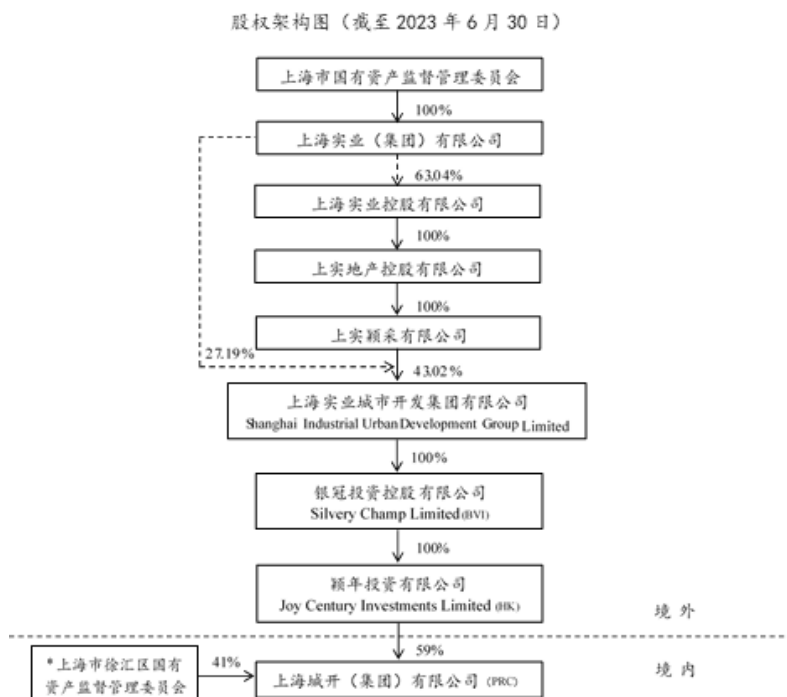 股权架构图（截至 2023 年 6 月 30 日）
上海市国有资产监督管理委员会
100%
上海实业（集团）有限公司
63.04%
上海实业控股有限公司
100%
上实地产控股有限公司
100%
上实颖采有限公司
27.19%
43.02%
上海实业城市开发集团有限公司
Shanghai Industrial Urban Development Group Limited
100%
银冠投资控股有限公司
Silvery Champ Limited (BVI)
100%
颖年投资有限公司
Joy Century Investments Limited (HK)
境 外
59%
*上海市徐汇区国有
资产监督管理委员会
41%
上海城开（集团）有限公司 (PRC)
境 内